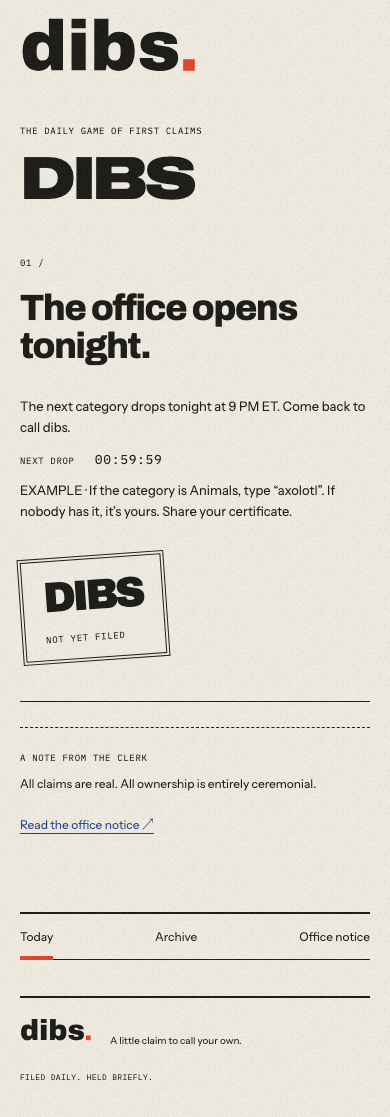 dibs.
THE DAILY GAME OF FIRST CLAIMS
DIBS
01 /
The office opens
tonight.
The next category drops tonight at 9 PM ET. Come back to
call dibs.
NEXT DROP 00:59:59
EXAMPLE · If the category is Animals, type “axolotl”. If
nobody has it, it’s yours. Share your certificate.
DIBS
NOT YET FILED
A NOTE FROM THE CLERK
All claims are real. All ownership is entirely ceremonial.
Read the office notice ↗
Today Archive Office notice
dibs. A little claim to call your own.
FILED DAILY. HELD BRIEFLY.